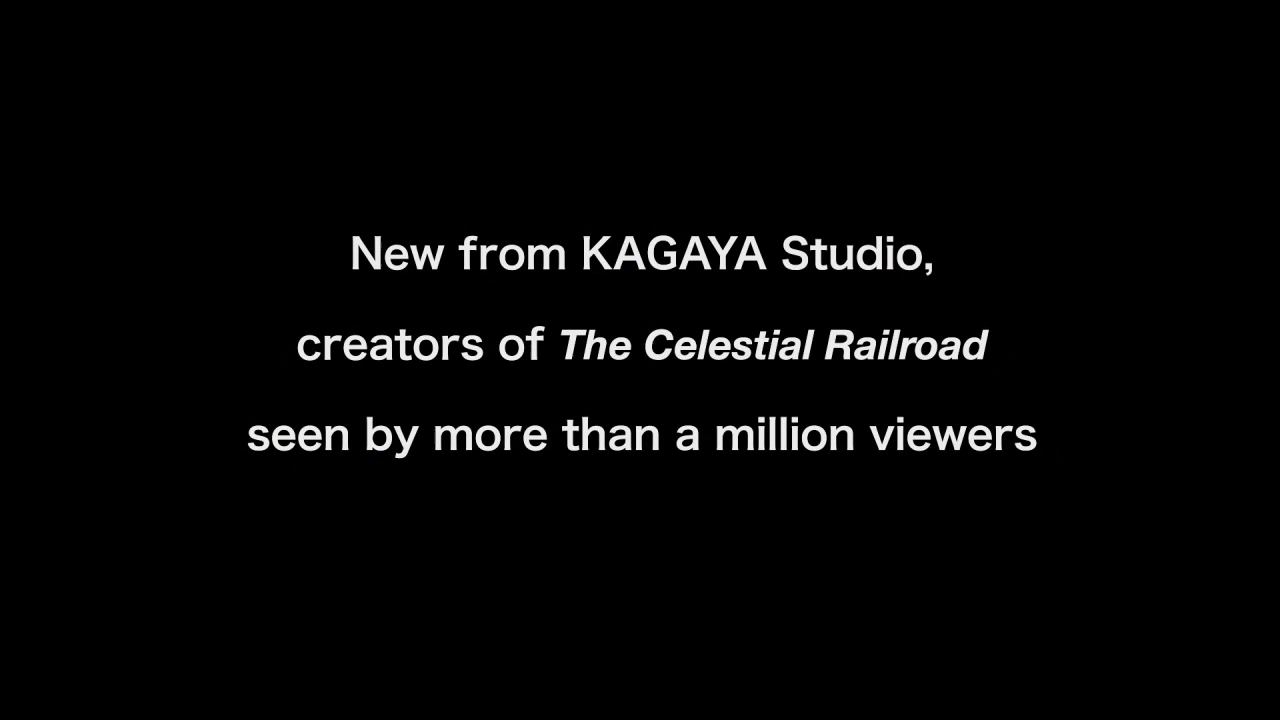 New from KAGAYA Studio,
creators of The Celestial Railroad
seen by more than a million viewers